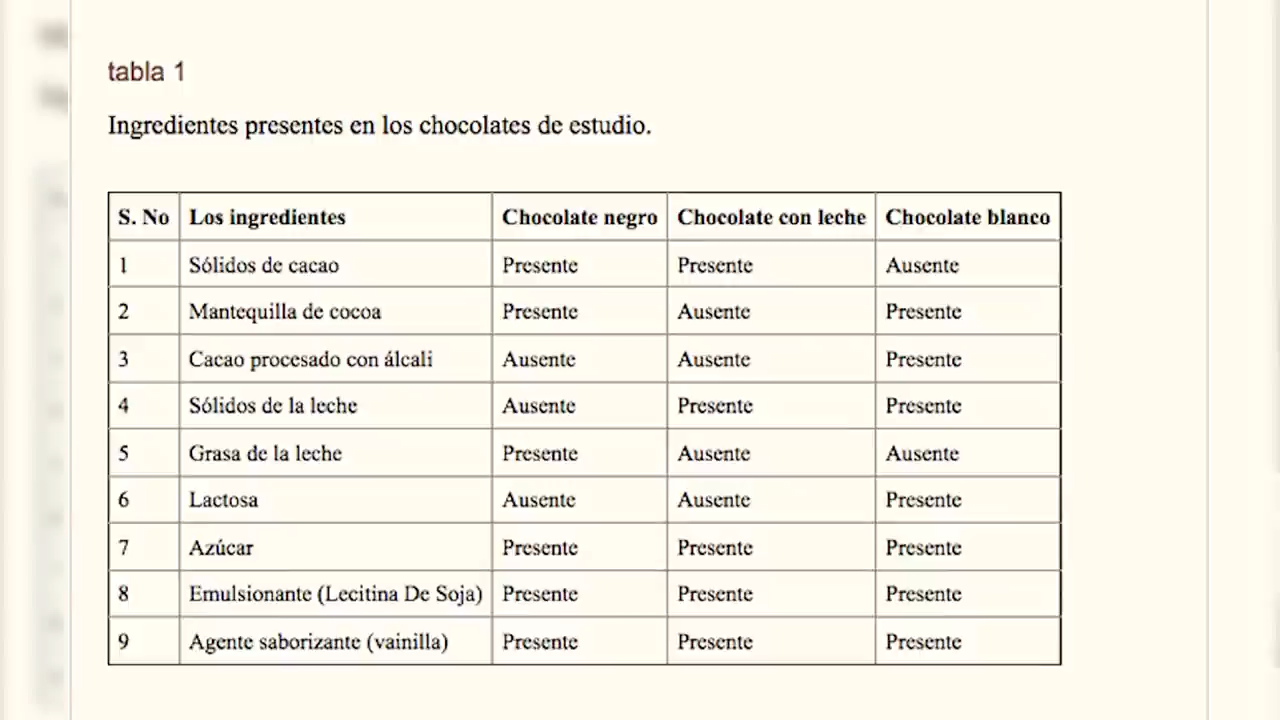 tabla 1
Ingredientes presentes en los chocolates de estudio.
S. No Los ingredientes Chocolate negro Chocolate con leche Chocolate blanco
1 Sólidos de cacao Presente Presente Ausente
2 Mantequilla de cocoa Presente Ausente Presente
3 Cacao procesado con álcali Ausente Ausente Presente
4 Sólidos de la leche Ausente Presente Presente
5 Grasa de la leche Presente Ausente Ausente
6 Lactosa Ausente Ausente Presente
7 Azúcar Presente Presente Presente
8 Emulsionante (Lecitina De Soja) Presente Presente Presente
9 Agente saborizante (vainilla) Presente Presente Presente